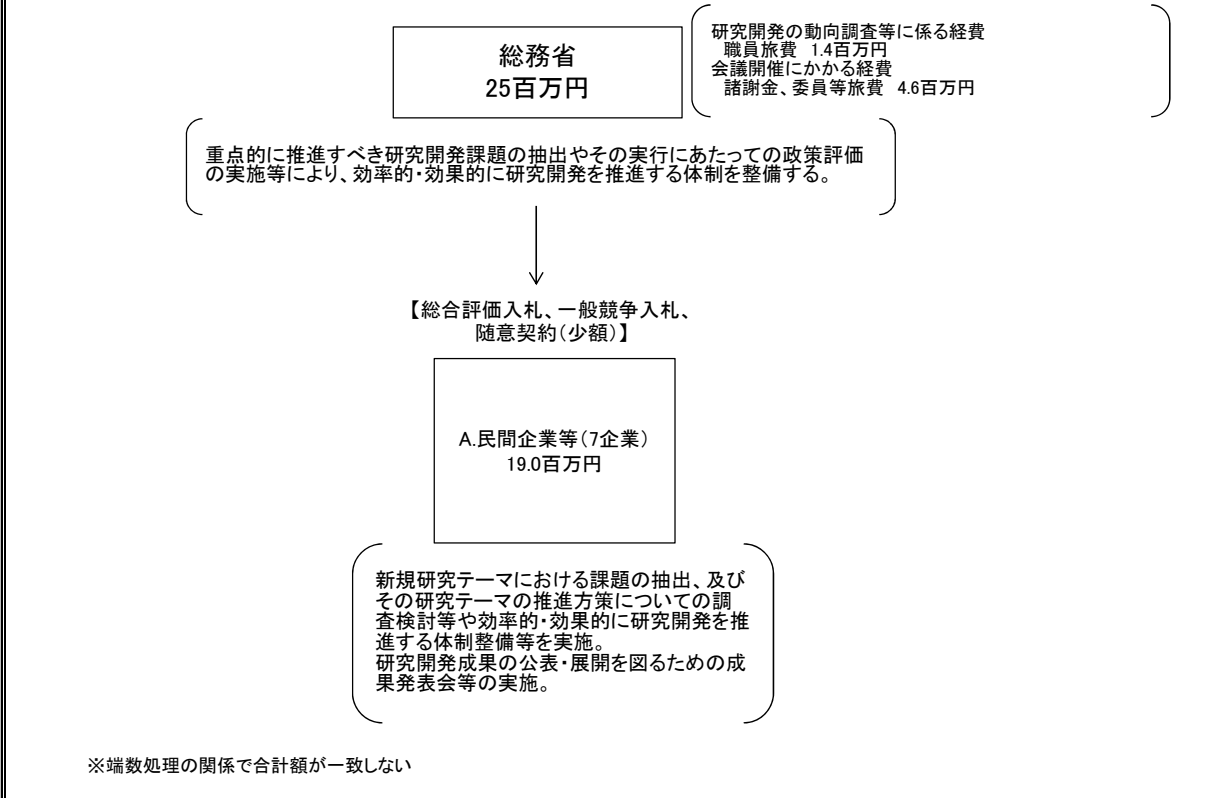 総務省
25百万円
研究開発の動向調査等に係る経費
職員旅費 1.4百万円
会議開催にかかる経費
諸謝金、委員等旅費 4.6百万円
重点的に推進すべき研究開発課題の抽出やその実行にあたっての政策評価
の実施等により、効率的・効果的に研究開発を推進する体制を整備する。
【総合評価入札、一般競争入札、
随意契約(少額)】
A.民間企業等(7企業)
19.0百万円
新規研究テーマにおける課題の抽出、及び
その研究テーマの推進方策についての調
査検討等や効率的・効果的に研究開発を推
進する体制整備等を実施。
研究開発成果の公表・展開を図るための成
果発表会等の実施。
※端数処理の関係で合計額が一致しない